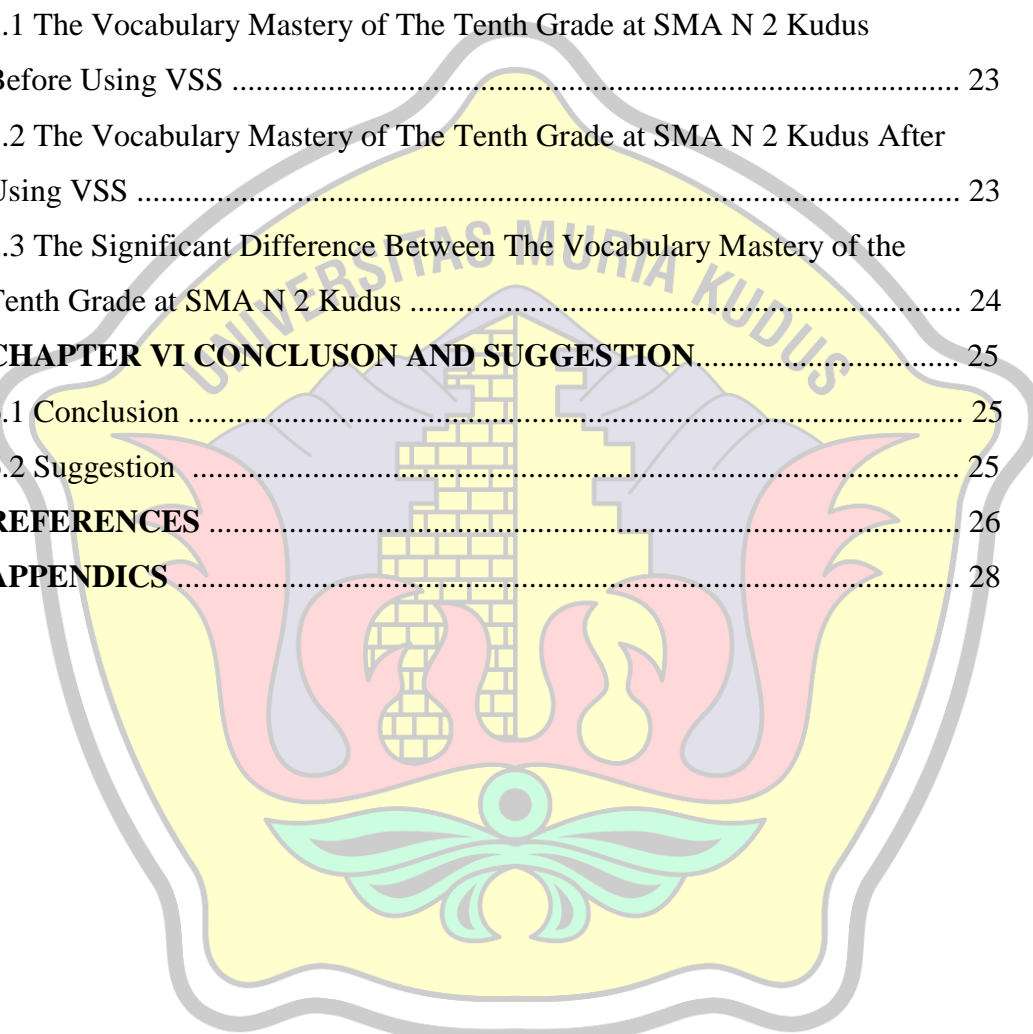 .1 The Vocabulary Mastery of The Tenth Grade at SMA N 2 Kudus
Before Using VSS .......... 23
.2 The Vocabulary Mastery of The Tenth Grade at SMA N 2 Kudus After
Using VSS .......... 23
.3 The Significant Difference Between The Vocabulary Mastery of the
Tenth Grade at SMA N 2 Kudus .......... 24
CHAPTER VI CONCLUSON AND SUGGESTION.......... 25
.1 Conclusion .......... 25
.2 Suggestion .......... 25
REFERENCES .......... 26
APPENDICS .......... 28
UNIVERSITAS MURIA KUDUS